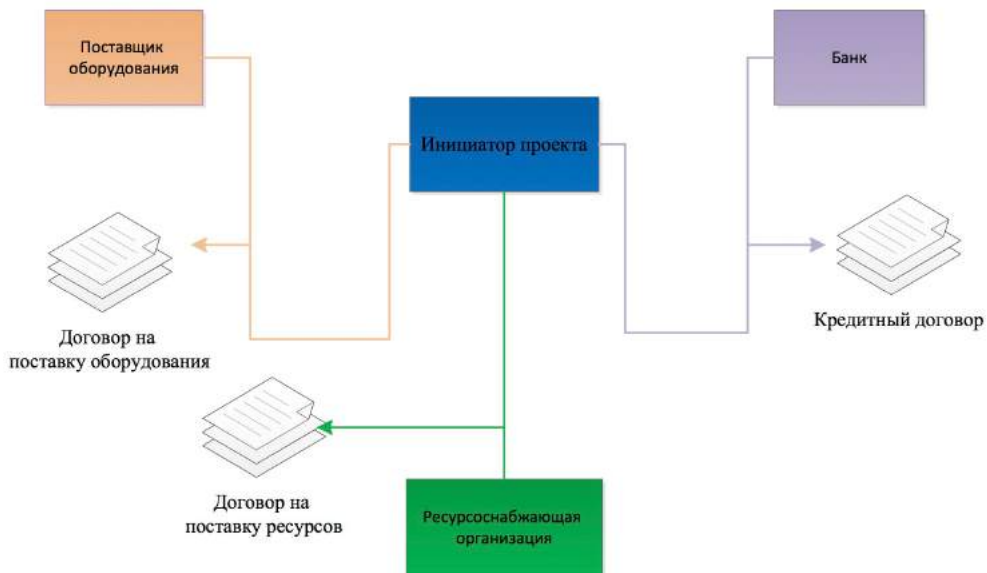 Поставщик
оборудования
Банк
Инициатор проекта
Договор на
поставку оборудования
Кредитный договор
Договор на
поставку ресурсов
Ресурсоснабжающая
организация